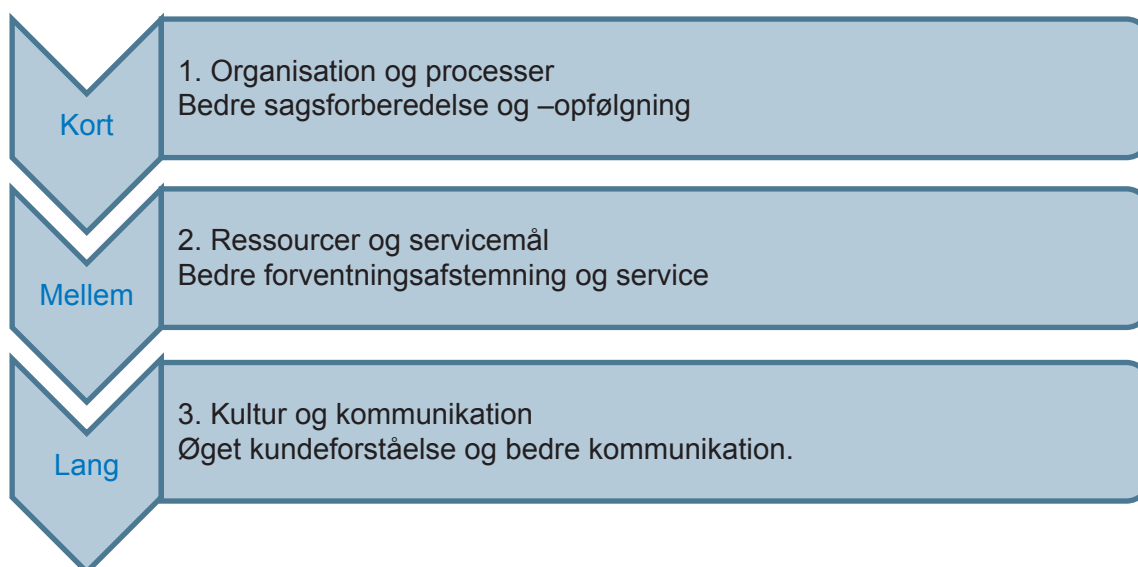 Kort
1. Organisation og processer
Bedre sagsforberedelse og –opfølgning
Mellem
2. Ressourcer og servicemål
Bedre forventningsafstemning og service
Lang
3. Kultur og kommunikation
Øget kundeforståelse og bedre kommunikation.